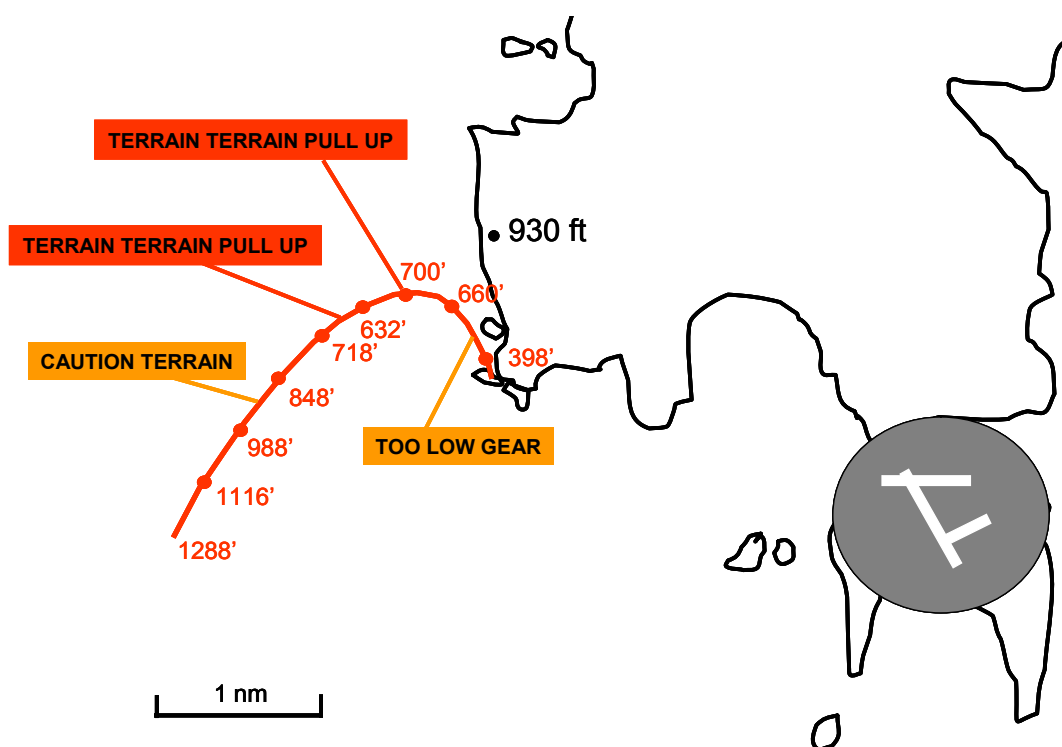 TERRAIN TERRAIN PULL UP
930 ft
TERRAIN TERRAIN PULL UP
700’
660’
632’
718’
398’
CAUTION TERRAIN
848’
988’
TOO LOW GEAR
1116’
1288’
1 nm